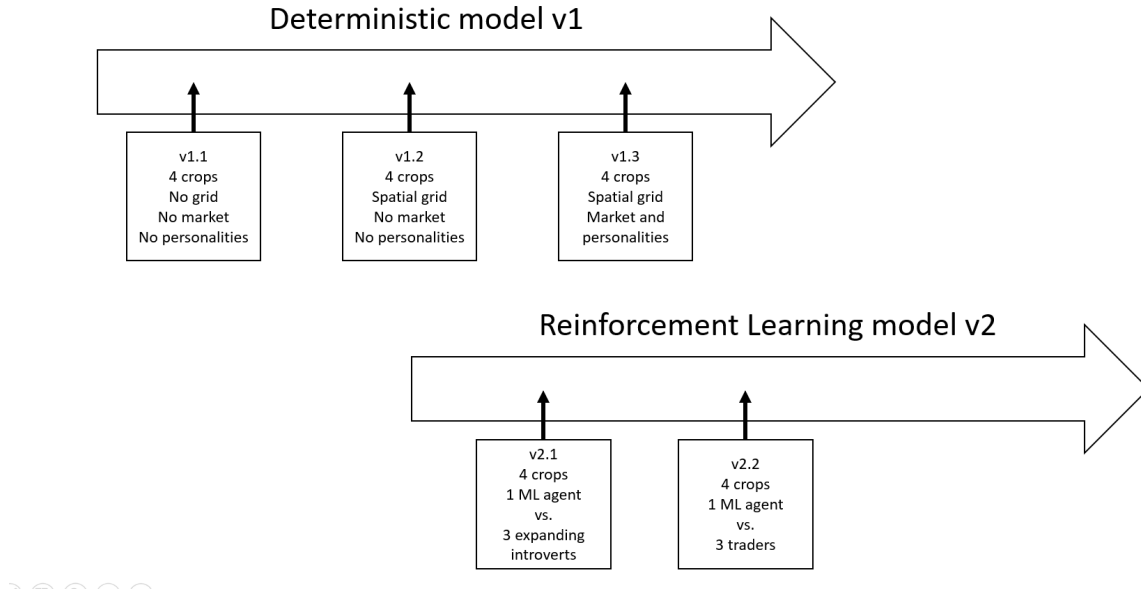 Deterministic model v1
v1.1
4 crops
No grid
No market
No personalities
v1.2
4 crops
Spatial grid
No market
No personalities
v1.3
4 crops
Spatial grid
Market and
personalities
Reinforcement Learning model v2
v2.1
4 crops
1 ML agent
vs.
3 expanding
introverts
v2.2
4 crops
1 ML agent
vs.
3 traders